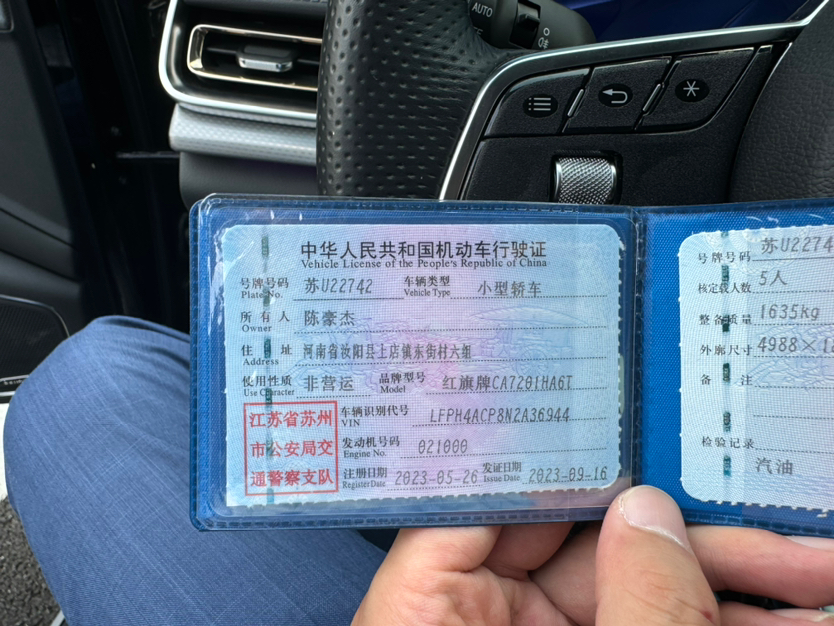 AUTO
中华人民共和国机动车行驶证
Vehicle License of the People's Republic of China
号牌号码 苏U22742 车辆类型 小型轿车
Plate No. Vehicle Type
所有人 陈豪杰
Owner
住址 河南省汝阳县上店镇东街村六组
Address
使用性质 非营运 品牌型号 红旗牌CA7201HA6T
Use Character Model
江苏省苏州
市公安局交
通警察支队
车辆识别代号 LFPH4ACP8N2A36944
VIN
发动机号码 021000
Engine No.
注册日期 2023-05-26 发证日期 2023-09-16
Register Date Issue Date
号牌号码 苏U2274
核定载人数 5人
整备质量 1635kg
外廓尺寸 4988×18
备注
检验记录
汽油